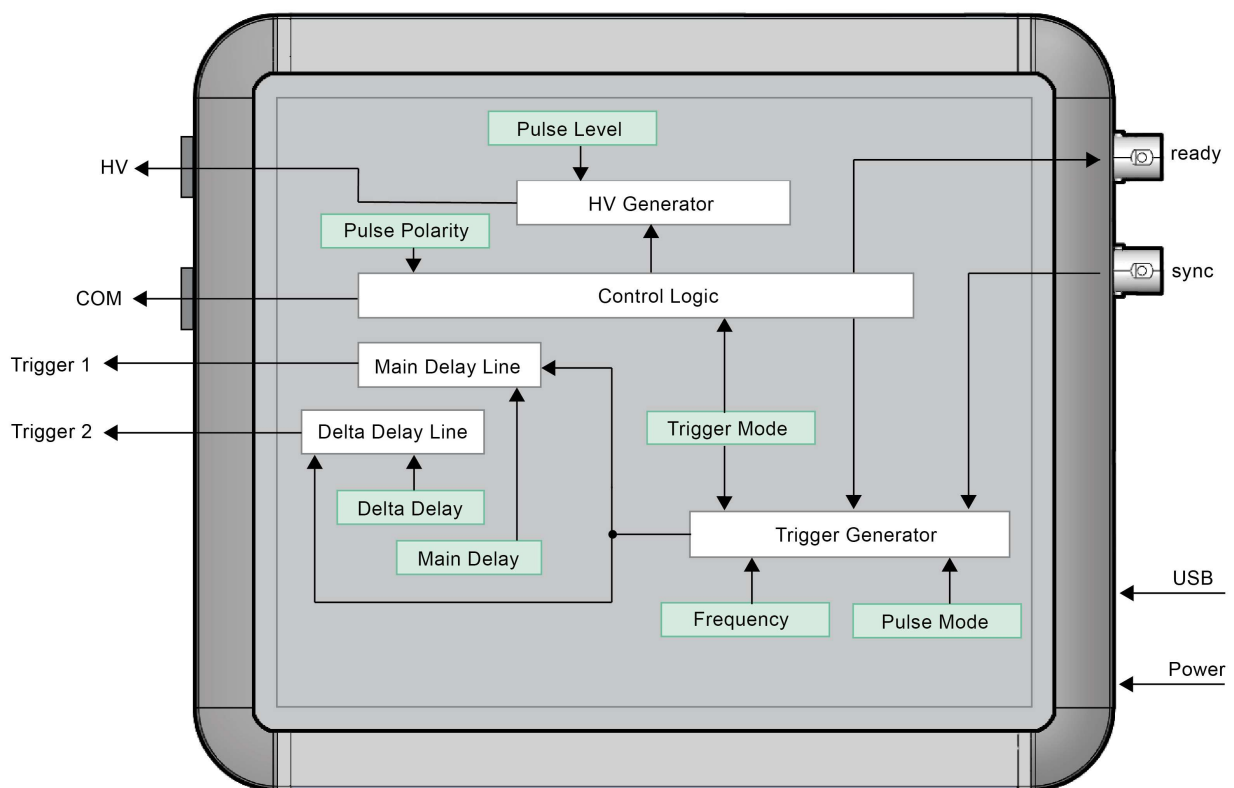 Pulse Level
ready
HV
HV Generator
Pulse Polarity
sync
COM
Control Logic
Trigger 1
Main Delay Line
Trigger 2
Delta Delay Line
Trigger Mode
Delta Delay
Trigger Generator
Main Delay
USB
Frequency
Pulse Mode
Power